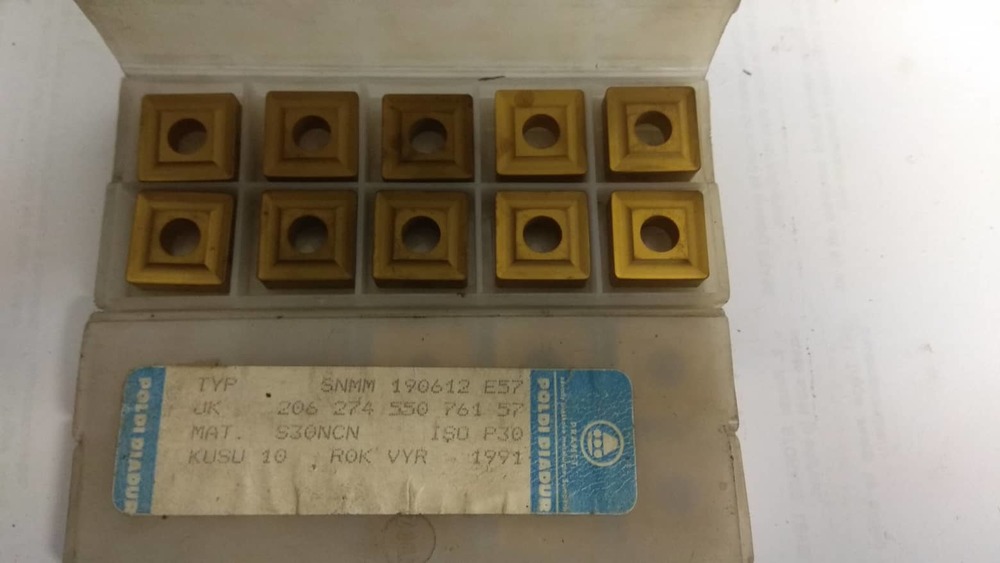 POLDI DIADUR
TYP SNMM 190612 E57
JK 206 274 550 761 57
MAT. S30NCN ISO P30
KUSU 10 ROK VYR 1991
POLDI DIADUR